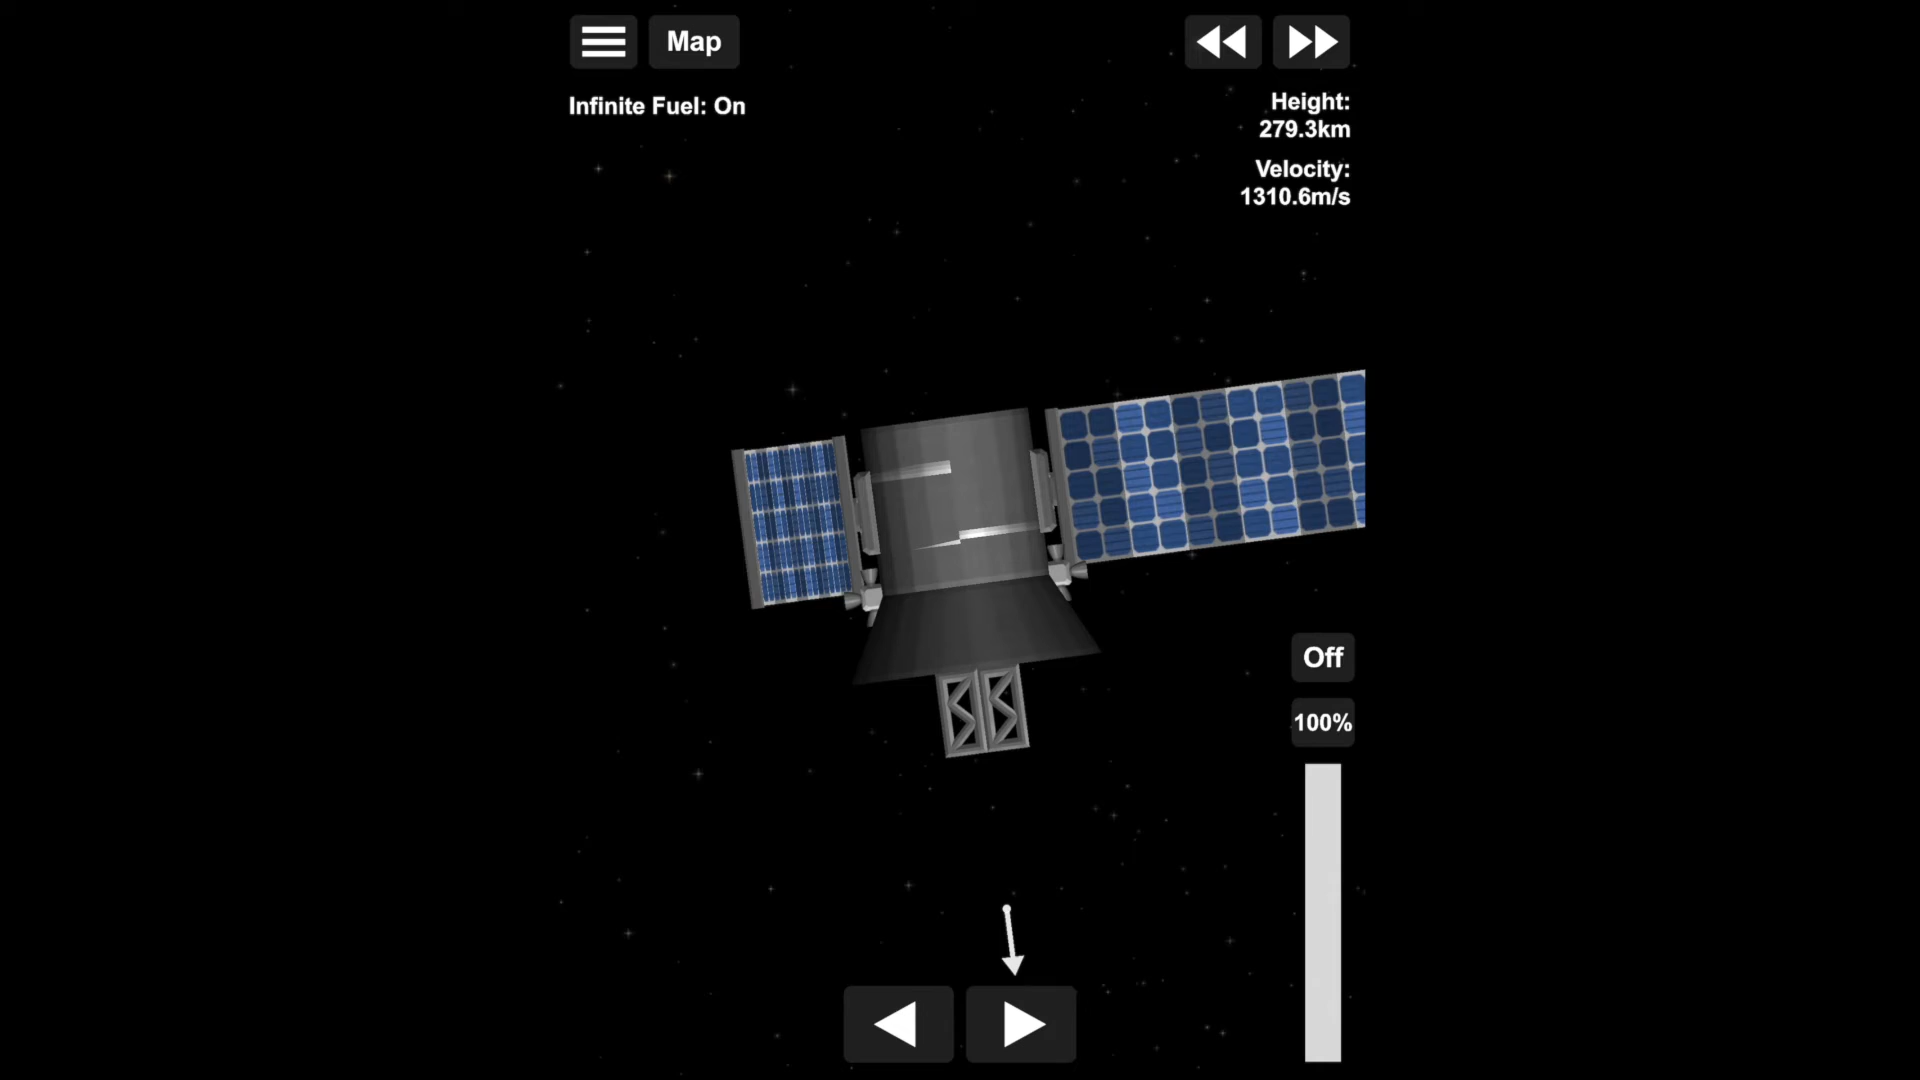 Map
Infinite Fuel: On
Height:
279.3km
Velocity:
1310.6m/s
Off
100%